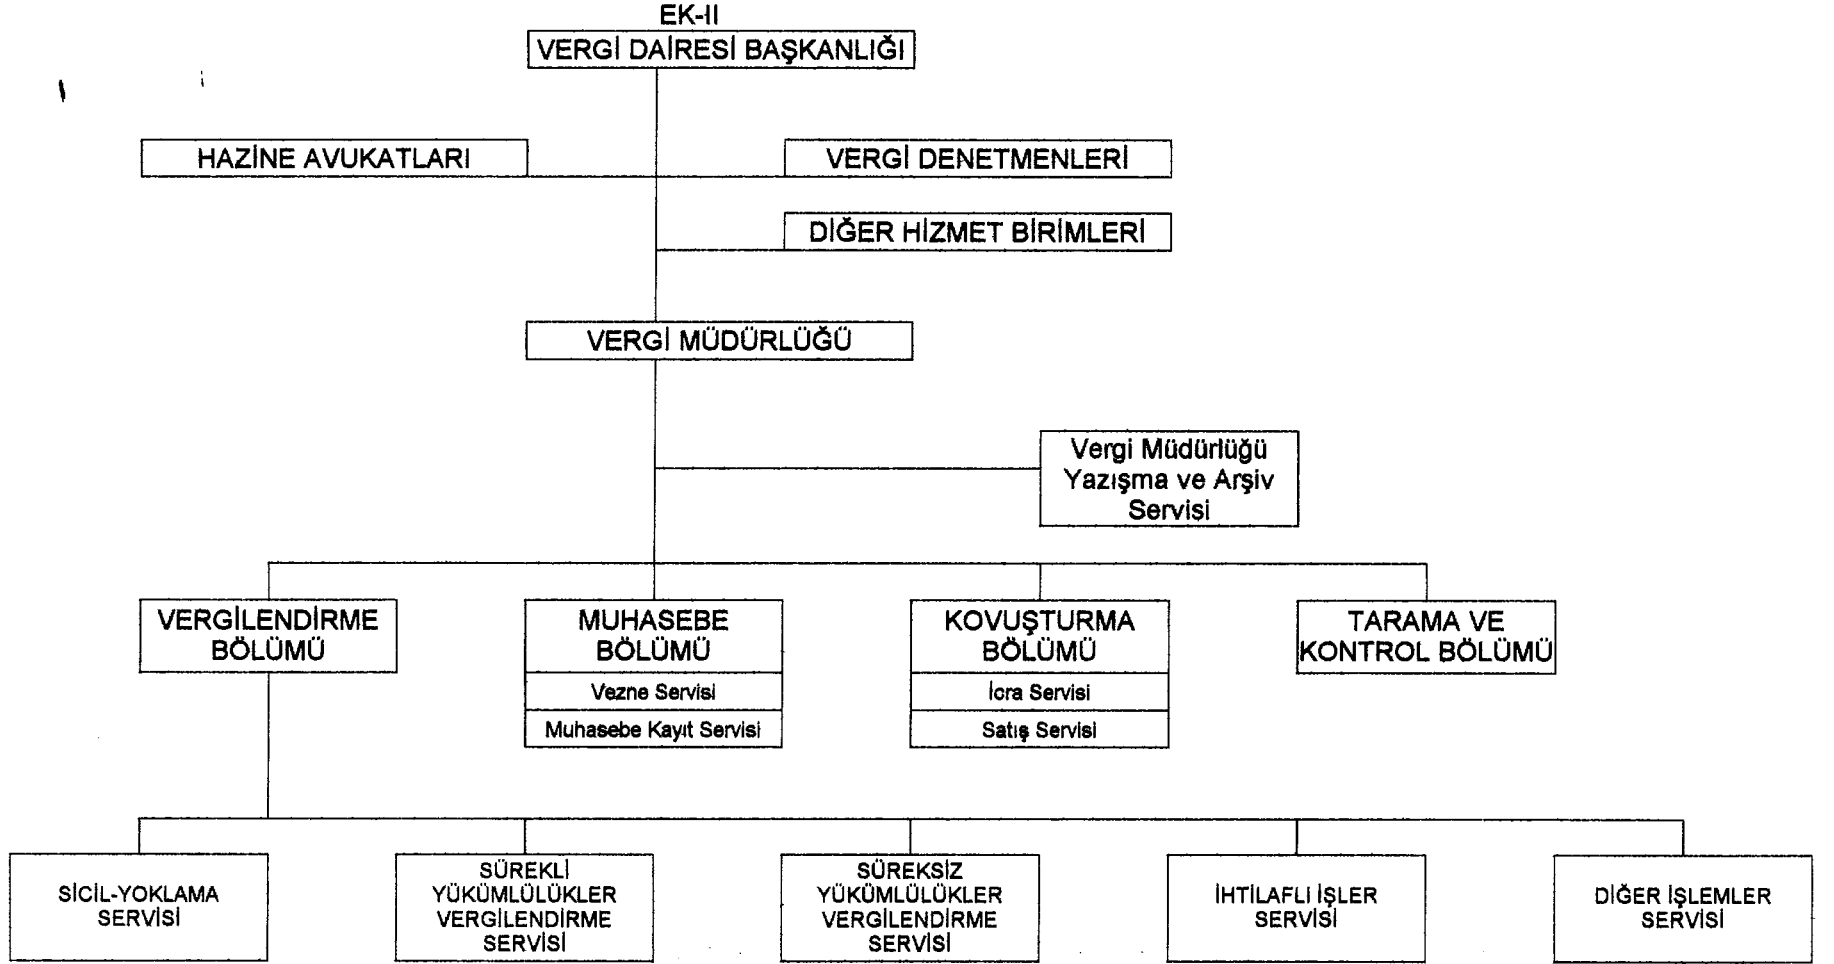 EK-II
VERGİ DAİRESİ BAŞKANLIĞI
HAZİNE AVUKATLARI
VERGİ DENETMENLERİ
DİĞER HİZMET BİRİMLERİ
VERGİ MÜDÜRLÜĞÜ
Vergi Müdürlüğü
Yazışma ve Arşiv
Servisi
VERGİLENDİRME
BÖLÜMÜ
MUHASEBE
BÖLÜMÜ
Vezne Servisi
Muhasebe Kayıt Servisi
KOVUŞTURMA
BÖLÜMÜ
İcra Servisi
Satış Servisi
TARAMA VE
KONTROL BÖLÜMÜ
SİCİL-YOKLAMA
SERVİSİ
SÜREKLİ
YÜKÜMLÜLÜKLER
VERGİLENDİRME
SERVİSİ
SÜREKSİZ
YÜKÜMLÜLÜKLER
VERGİLENDİRME
SERVİSİ
İHTİLAFLI İŞLER
SERVİSİ
DİĞER İŞLEMLER
SERVİSİ